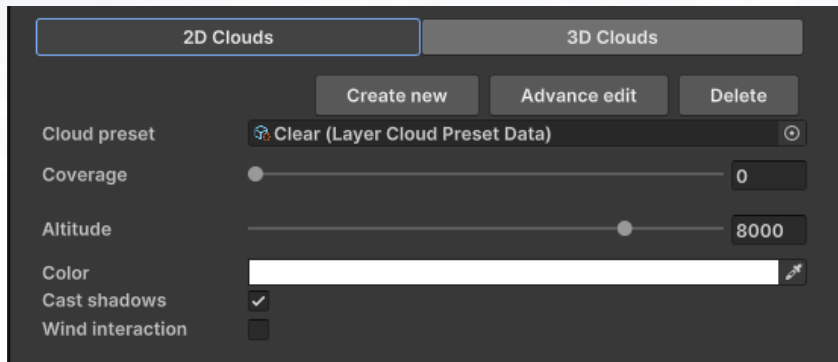 2D Clouds 3D Clouds
Create new Advance edit Delete
Cloud preset Clear (Layer Cloud Preset Data)
Coverage 0
Altitude 8000
Color
Cast shadows
Wind interaction